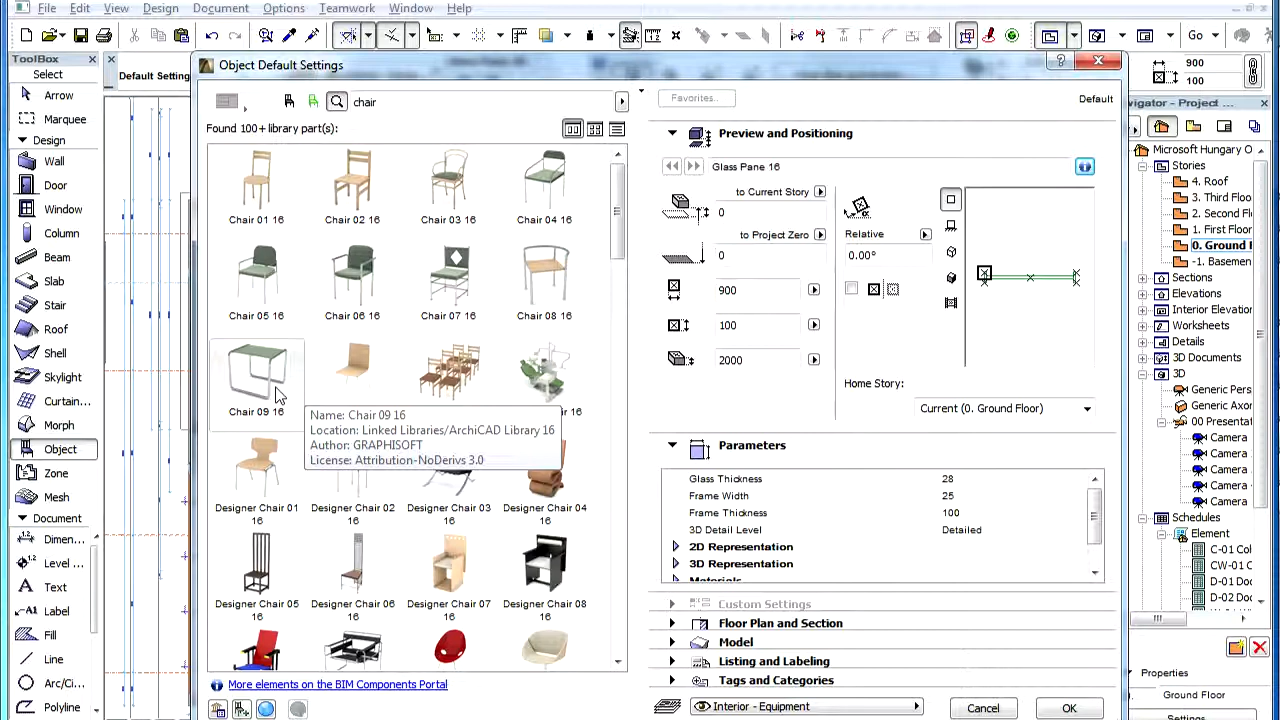 File Edit View Design Document Options Teamwork Window Help
ToolBox
Select
Arrow
Marquee
Design
Wall
Door
Window
Column
Beam
Slab
Stair
Roof
Shell
Skylight
Curtain...
Morph
Object
Zone
Mesh
Document
Dimen...
Level ...
Text
Label
Fill
Line
Arc/Ci...
Polyline
Default Setting
Object Default Settings
chair
Found 100+ library part(s):
Chair 01 16 Chair 02 16 Chair 03 16 Chair 04 16
Chair 05 16 Chair 06 16 Chair 07 16 Chair 08 16
Chair 09 16
Name: Chair 09 16
Location: Linked Libraries/ArchiCAD Library 16
Author: GRAPHISOFT
License: Attribution-NoDerivs 3.0
Designer Chair 01 16 Designer Chair 02 16 Designer Chair 03 16 Designer Chair 04 16
Designer Chair 05 16 Designer Chair 06 16 Designer Chair 07 16 Designer Chair 08 16
More elements on the BIM Components Portal
Favorites...
Default
Preview and Positioning
Glass Pane 16
to Current Story
0
to Project Zero
0
900
100
2000
Relative
0.00°
Home Story:
Current (0. Ground Floor)
Parameters
Glass Thickness 28
Frame Width 25
Frame Thickness 100
3D Detail Level Detailed
2D Representation
3D Representation
Materials
Custom Settings
Floor Plan and Section
Model
Listing and Labeling
Tags and Categories
Interior - Equipment
Cancel OK
Go
900
100
vigator - Project
Microsoft Hungary O
Stories
4. Roof
3. Third Floor
2. Second Fl
1. First Floor
0. Ground
-1. Basemen
Sections
Elevations
Interior Elevation
Worksheets
Details
3D Documents
3D
Generic Pers
Generic Axo
00 Presentat
Camera
Camera
Camera
Camera
Camera
Schedules
Element
C-01 Col
CW-01 C
D-01 Doo
D-02 Doo
Properties
Ground Floor
Settings